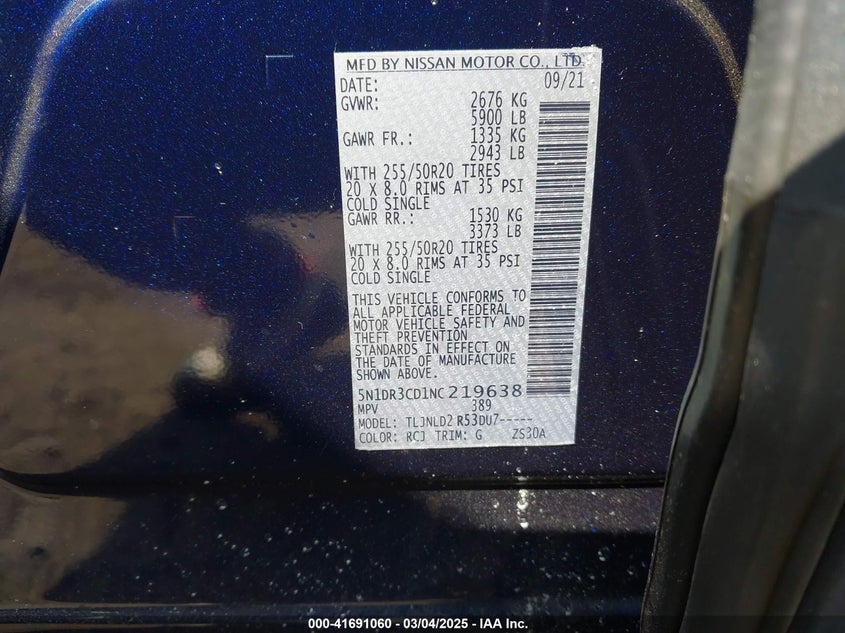 MFD BY NISSAN MOTOR CO., LTD.
DATE: 09/21
GVWR: 2676 KG
5900 LB
GAWR FR.: 1335 KG
2943 LB
WITH 255/50R20 TIRES
20 X 8.0 RIMS AT 35 PSI
COLD SINGLE
GAWR RR.: 1530 KG
3373 LB
WITH 255/50R20 TIRES
20 X 8.0 RIMS AT 35 PSI
COLD SINGLE
THIS VEHICLE CONFORMS TO
ALL APPLICABLE FEDERAL
MOTOR VEHICLE SAFETY AND
THEFT PREVENTION
STANDARDS IN EFFECT ON
THE DATE OF MANUFACTURE
SHOWN ABOVE.
5N1DR3CD1NC219638
MPV 389
MODEL: TLJNLD2 R53DU7-----
COLOR: RCJ TRIM: G ZS30A
000-41691060 - 03/04/2025 - IAA Inc.